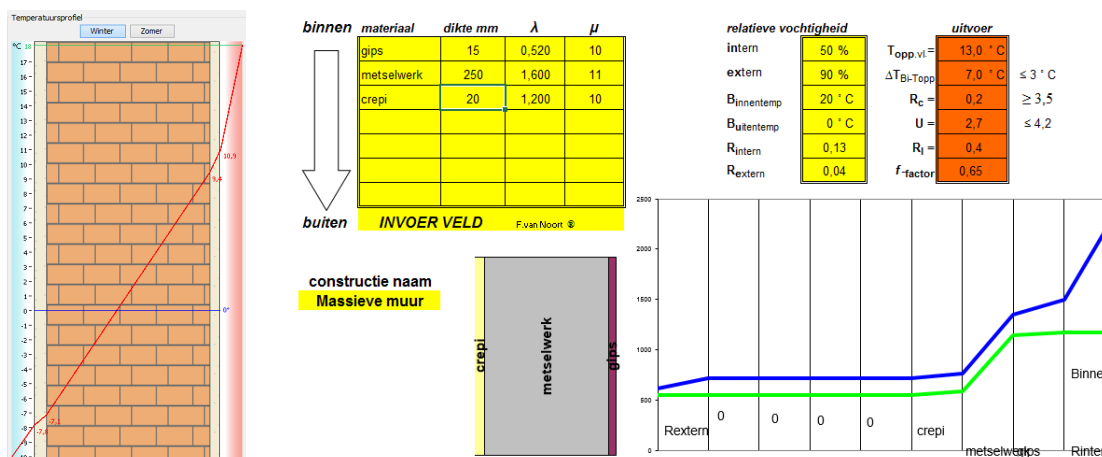 Temperatuursprofiel
Winter Zomer
°C 18
17
16
15
14
13
12
11
10
9
8
7
6
5
4
3
2
1
0
-1
-2
-3
-4
-5
-6
-7
-8
-9
10,9
9,4
0°
-7,1
-7,8
binnen materiaal dikte mm λ μ
gips 15 0,520 10
metselwerk 250 1,600 11
crepi 20 1,200 10
buiten INVOER VELD F.van Noort ®
constructie naam
Massieve muur
crepi
metselwerk
gips
relatieve vochtigheid uitvoer
intern 50 % Topp.vl.= 13,0 ° C
extern 90 % ΔTBi-Topp 7,0 ° C ≤ 3 ° C
Binnentemp 20 ° C Rc = 0,2 ≥ 3,5
Buitentemp 0 ° C U = 2,7 ≤ 4,2
Rintern 0,13 Rl = 0,4
Rextern 0,04 f-factor 0,65
2500
2000
1500
1000
500
0
Rextern 0 0 0 0 crepi metselwerk gips Rinter
Binne